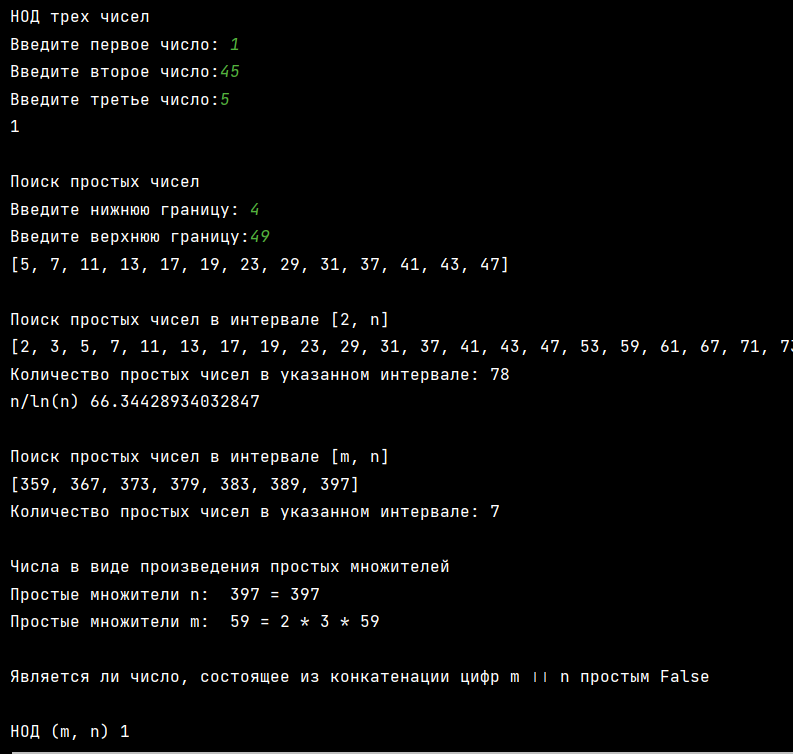 НОД трех чисел
Введите первое число: 1
Введите второе число:45
Введите третье число:5
1
Поиск простых чисел
Введите нижнюю границу: 4
Введите верхнюю границу:49
[5, 7, 11, 13, 17, 19, 23, 29, 31, 37, 41, 43, 47]
Поиск простых чисел в интервале [2, n]
[2, 3, 5, 7, 11, 13, 17, 19, 23, 29, 31, 37, 41, 43, 47, 53, 59, 61, 67, 71, 73
Количество простых чисел в указанном интервале: 78
n/ln(n) 66.34428934032847
Поиск простых чисел в интервале [m, n]
[359, 367, 373, 379, 383, 389, 397]
Количество простых чисел в указанном интервале: 7
Числа в виде произведения простых множителей
Простые множители n:  397 = 397
Простые множители m:  59 = 2 * 3 * 59
Является ли число, состоящее из конкатенации цифр m || n простым False
НОД (m, n) 1